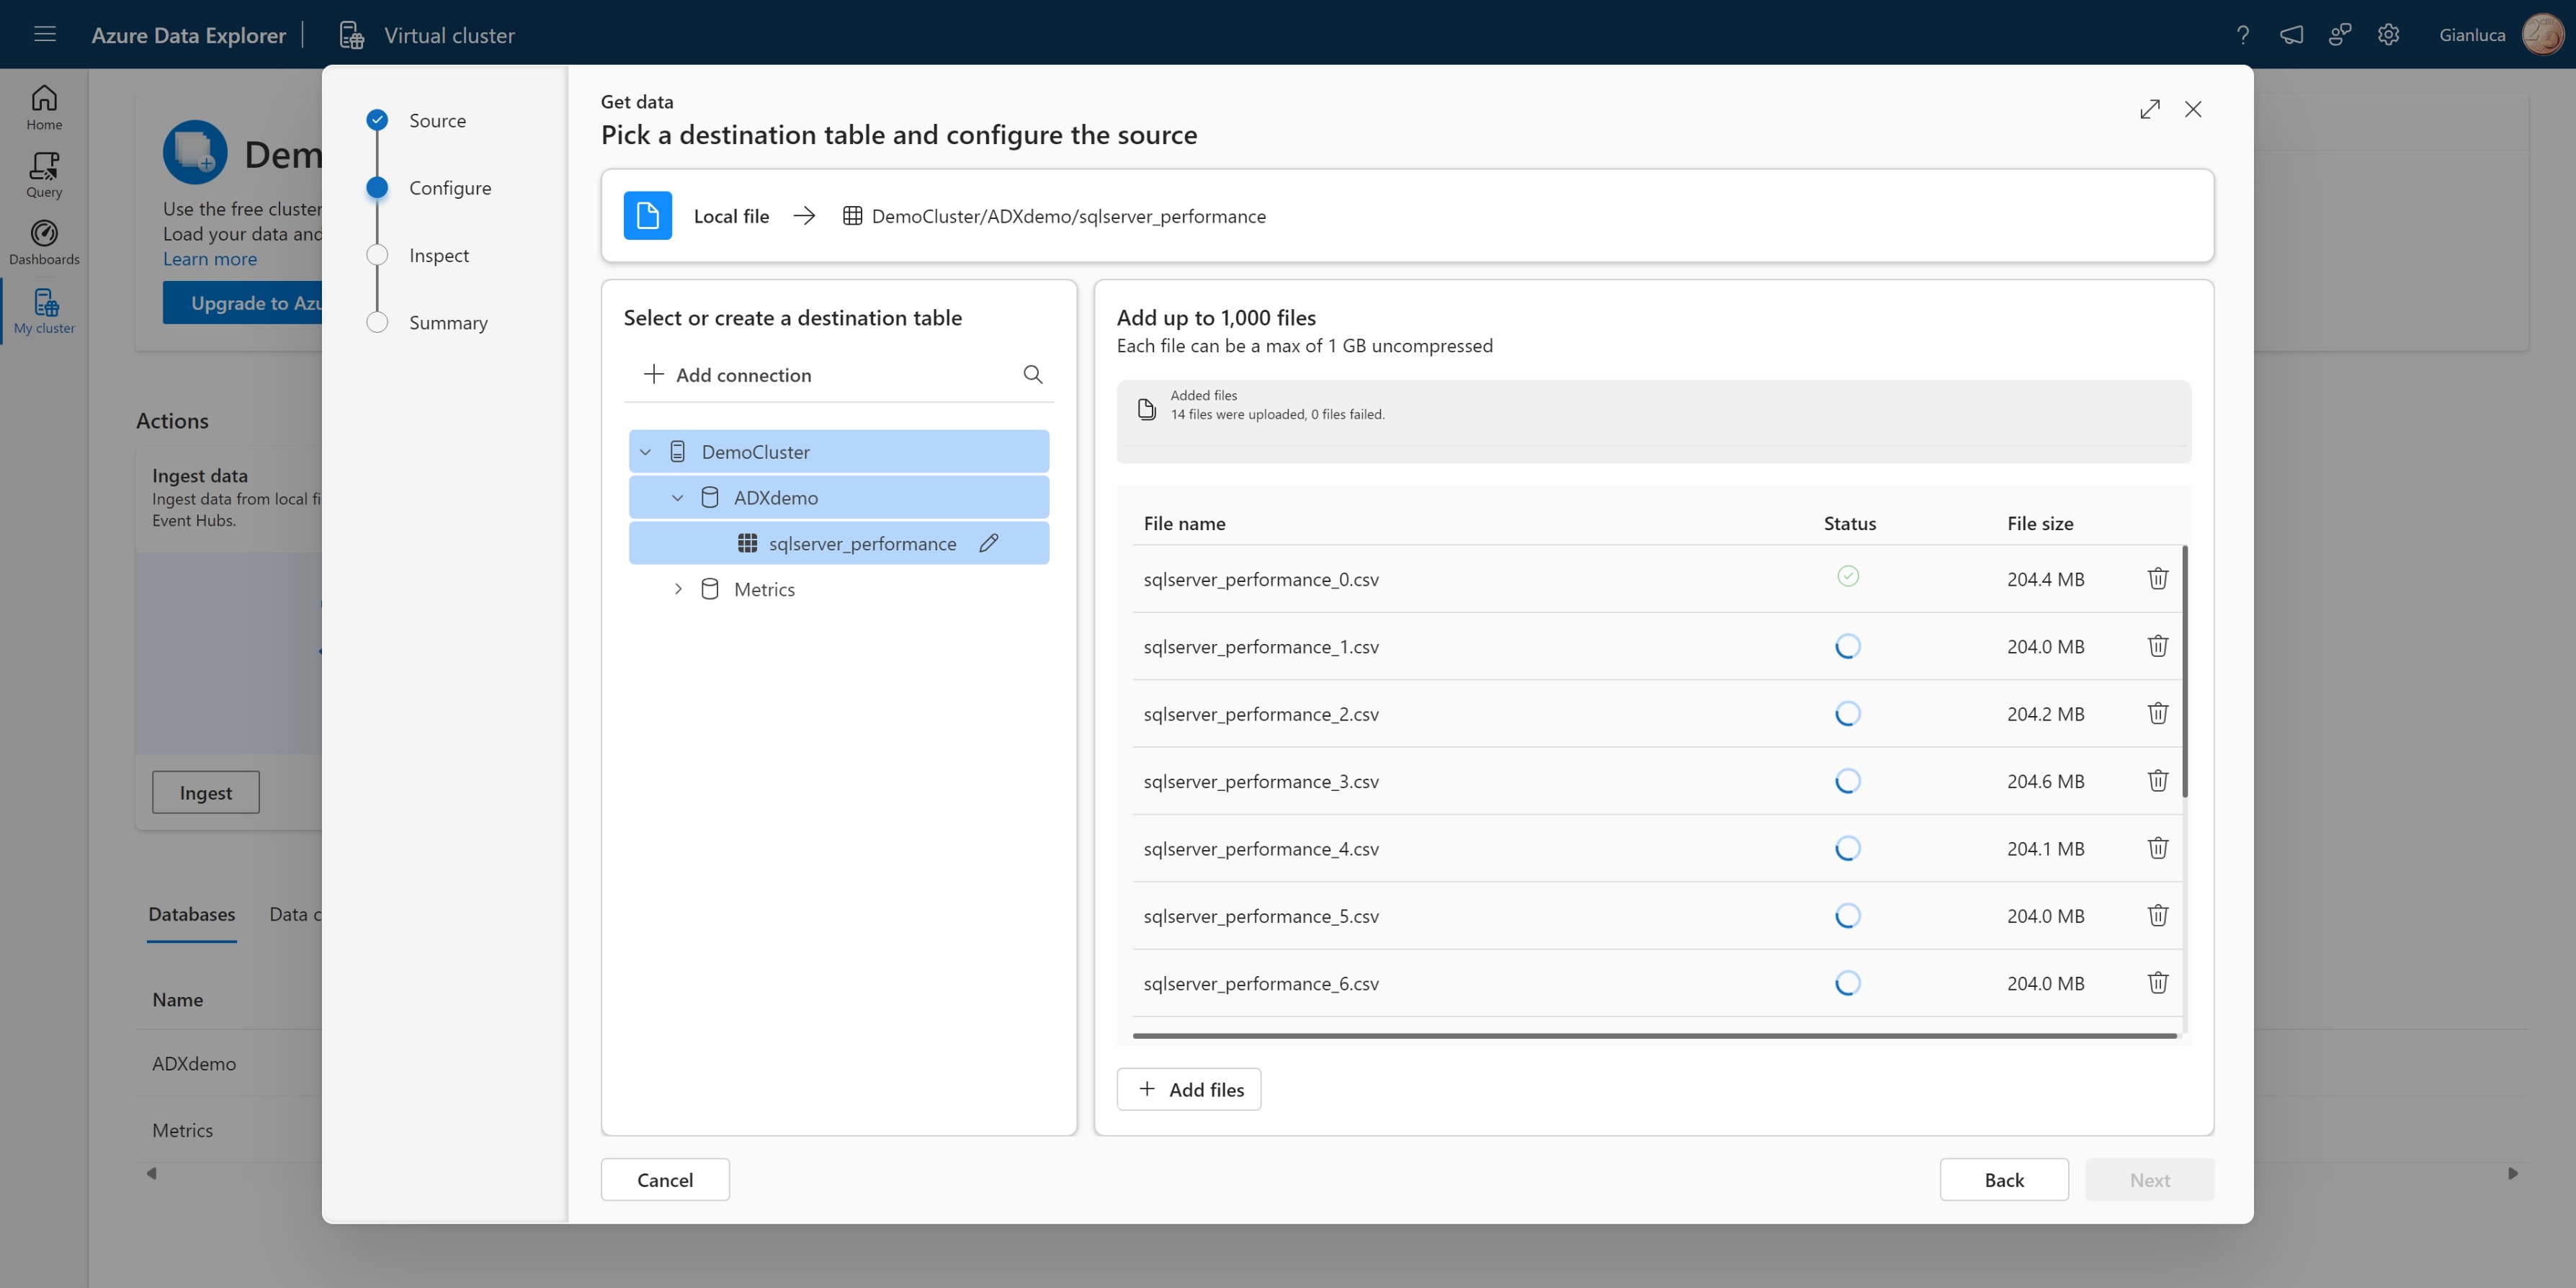 Azure Data Explorer
Virtual cluster
Gianluca
Home
Query
Dashboards
My cluster
Dem
Use the free cluster
Load your data and
Learn more
Upgrade to Azu
Actions
Ingest data
Ingest data from local fi
Event Hubs.
Ingest
Databases
Data c
Name
ADXdemo
Metrics
Source
Configure
Inspect
Summary
Get data
Pick a destination table and configure the source
Local file
DemoCluster/ADXdemo/sqlserver_performance
Select or create a destination table
Add connection
DemoCluster
ADXdemo
sqlserver_performance
Metrics
Add up to 1,000 files
Each file can be a max of 1 GB uncompressed
Added files
14 files were uploaded, 0 files failed.
File name Status File size
sqlserver_performance_0.csv 204.4 MB
sqlserver_performance_1.csv 204.0 MB
sqlserver_performance_2.csv 204.2 MB
sqlserver_performance_3.csv 204.6 MB
sqlserver_performance_4.csv 204.1 MB
sqlserver_performance_5.csv 204.0 MB
sqlserver_performance_6.csv 204.0 MB
Add files
Cancel
Back
Next